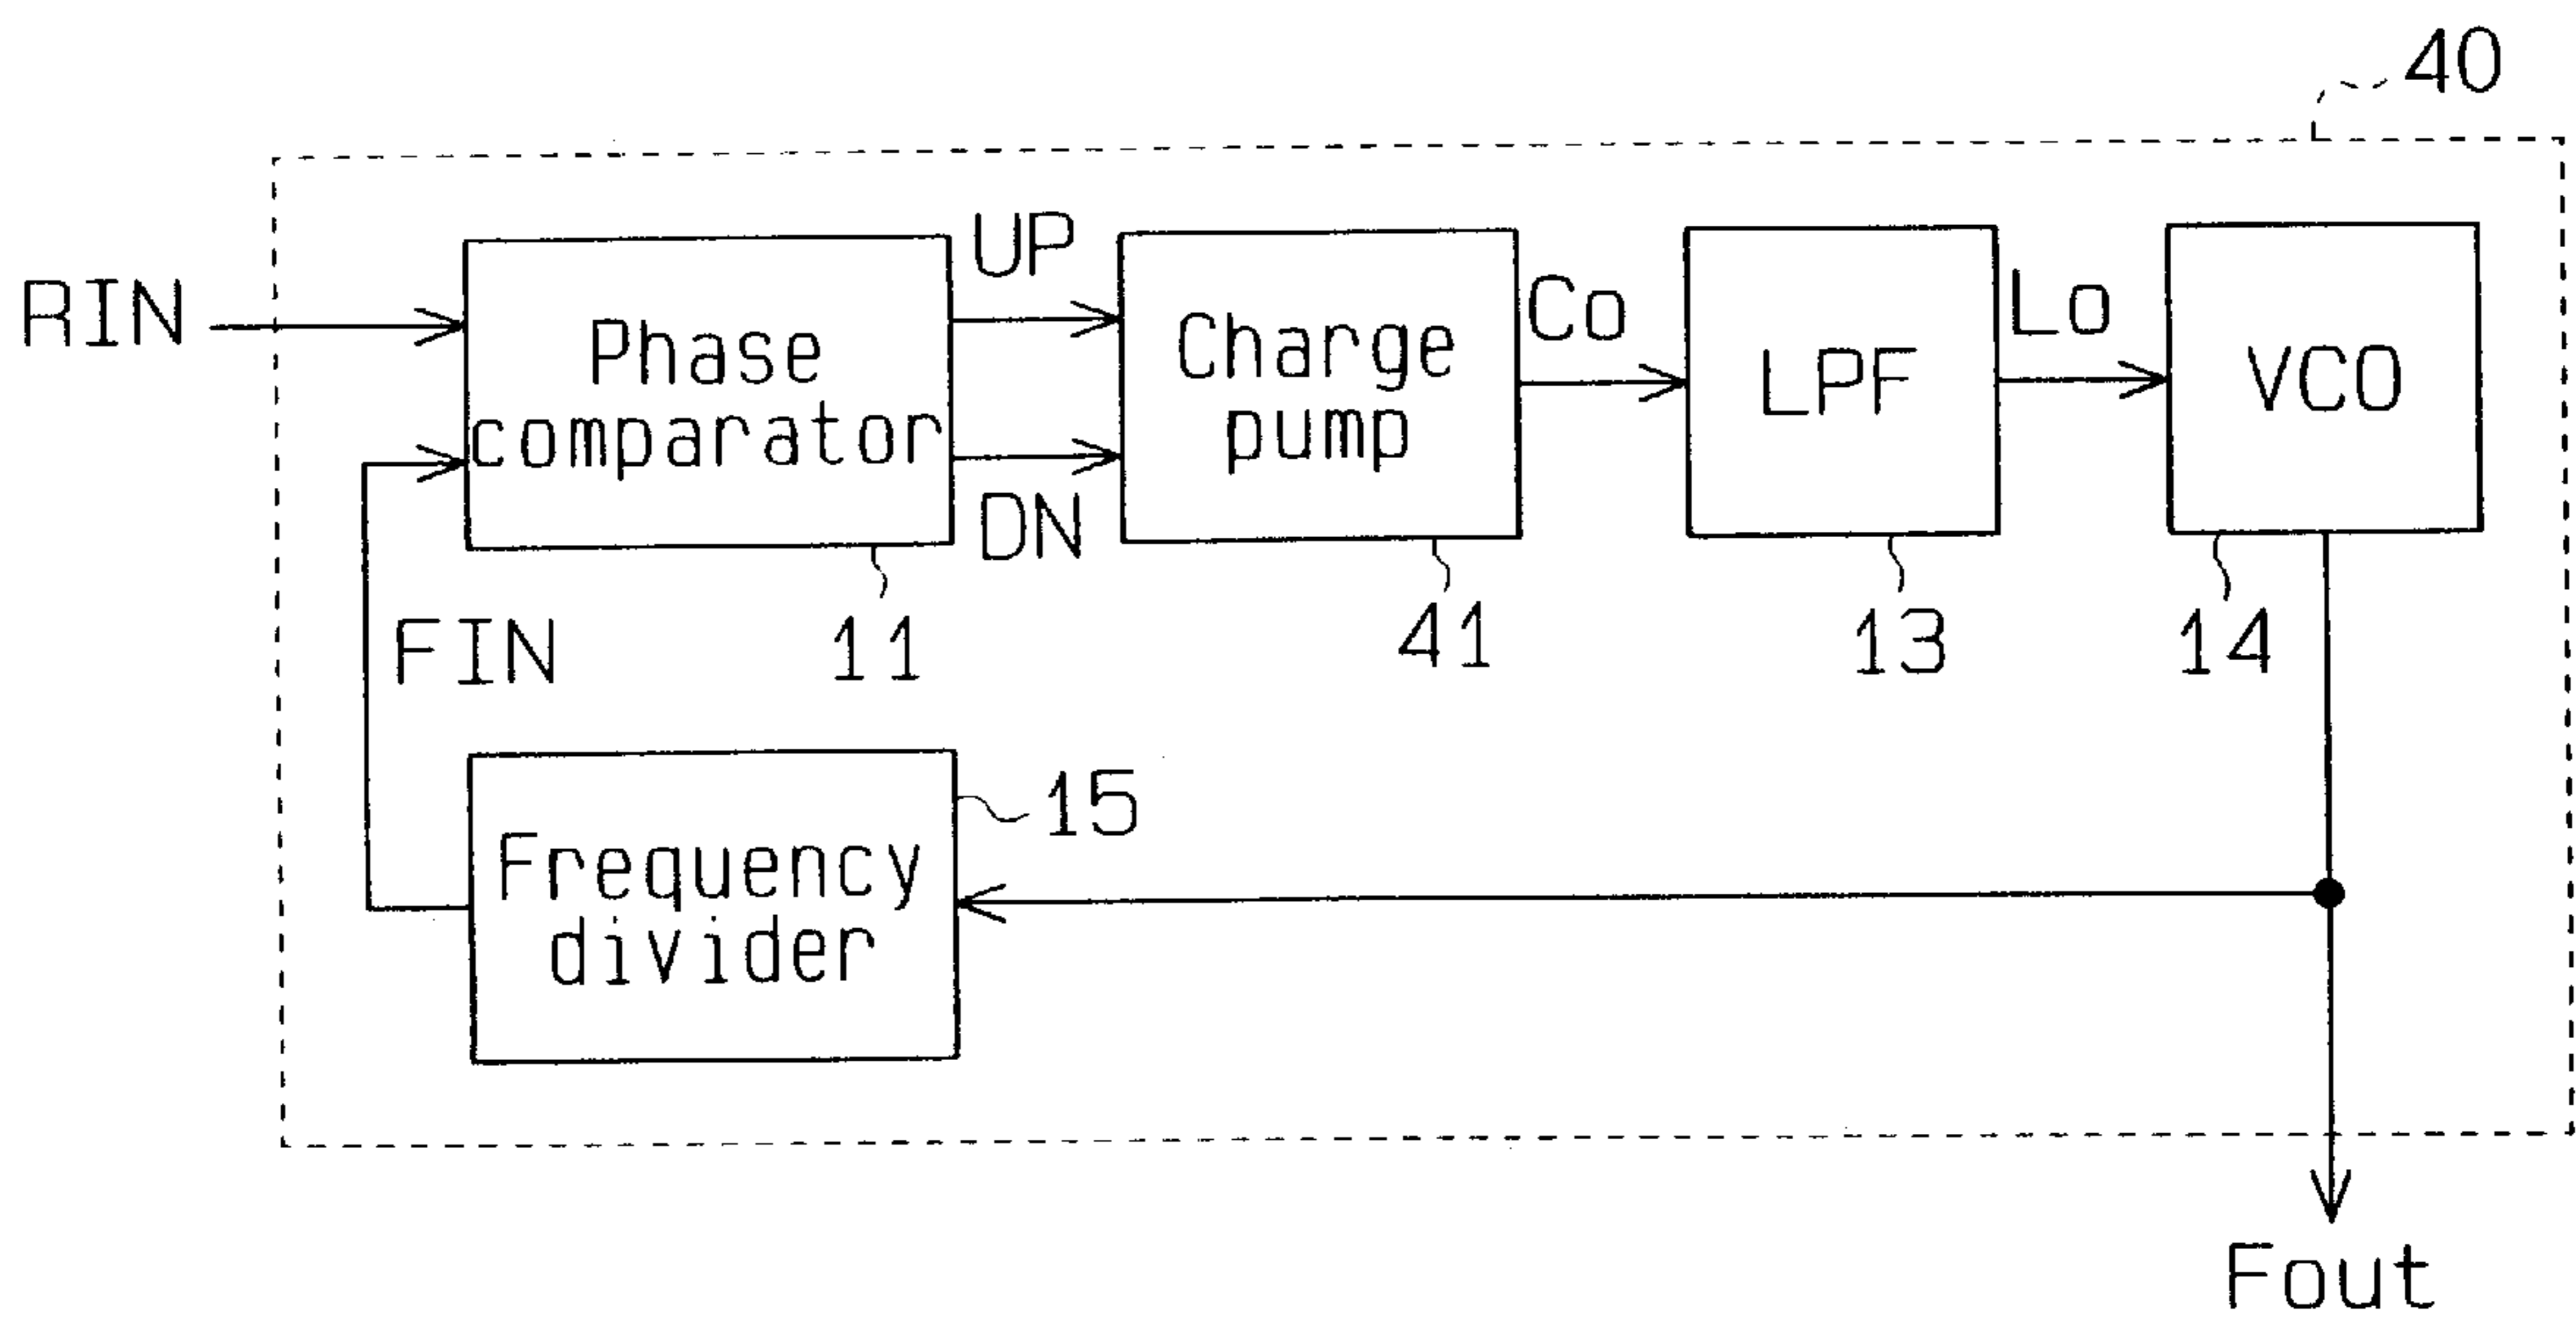 40
RIN
UP
Phase
comparator
DN
Charge
pump
Co
LPF
Lo
VCO
11
41
13
14
FIN
15
Frequency
divider
Fout